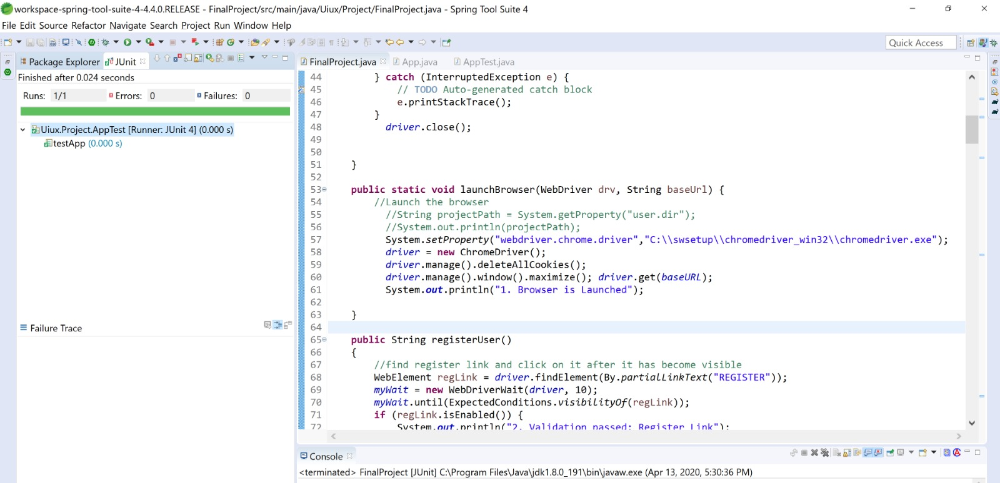 workspace-spring-tool-suite-4-4.4.0.RELEASE - FinalProject/src/main/java/Uiux/Project/FinalProject.java - Spring Tool Suite 4
File Edit Source Refactor Navigate Search Project Run Window Help
Quick Access
Package Explorer JUnit
Finished after 0.024 seconds
Runs: 1/1 Errors: 0 Failures: 0
Uiux.Project.AppTest [Runner: JUnit 4] (0.000 s)
testApp (0.000 s)
Failure Trace
FinalProject.java App.java AppTest.java
44 } catch (InterruptedException e) {
45 // TODO Auto-generated catch block
46 e.printStackTrace();
47 }
48 driver.close();
49
50
51 }
52
53 public static void launchBrowser(WebDriver drv, String baseUrl) {
54 //Launch the browser
55 //String projectPath = System.getProperty("user.dir");
56 //System.out.println(projectPath);
57 System.setProperty("webdriver.chrome.driver","C:\\swsetup\\chromedriver_win32\\chromedriver.exe");
58 driver = new ChromeDriver();
59 driver.manage().deleteAllCookies();
60 driver.manage().window().maximize(); driver.get(baseURL);
61 System.out.println("1. Browser is Launched");
62
63 }
64
65 public String registerUser()
66 {
67 //find register link and click on it after it has become visible
68 WebElement regLink = driver.findElement(By.partialLinkText("REGISTER"));
69 myWait = new WebDriverWait(driver, 10);
70 myWait.until(ExpectedConditions.visibilityOf(regLink));
71 if (regLink.isEnabled()) {
72 System.out.println("2. Validation passed: Register Link");
Console
<terminated> FinalProject [JUnit] C:\Program Files\Java\jdk1.8.0_191\bin\javaw.exe (Apr 13, 2020, 5:30:36 PM)